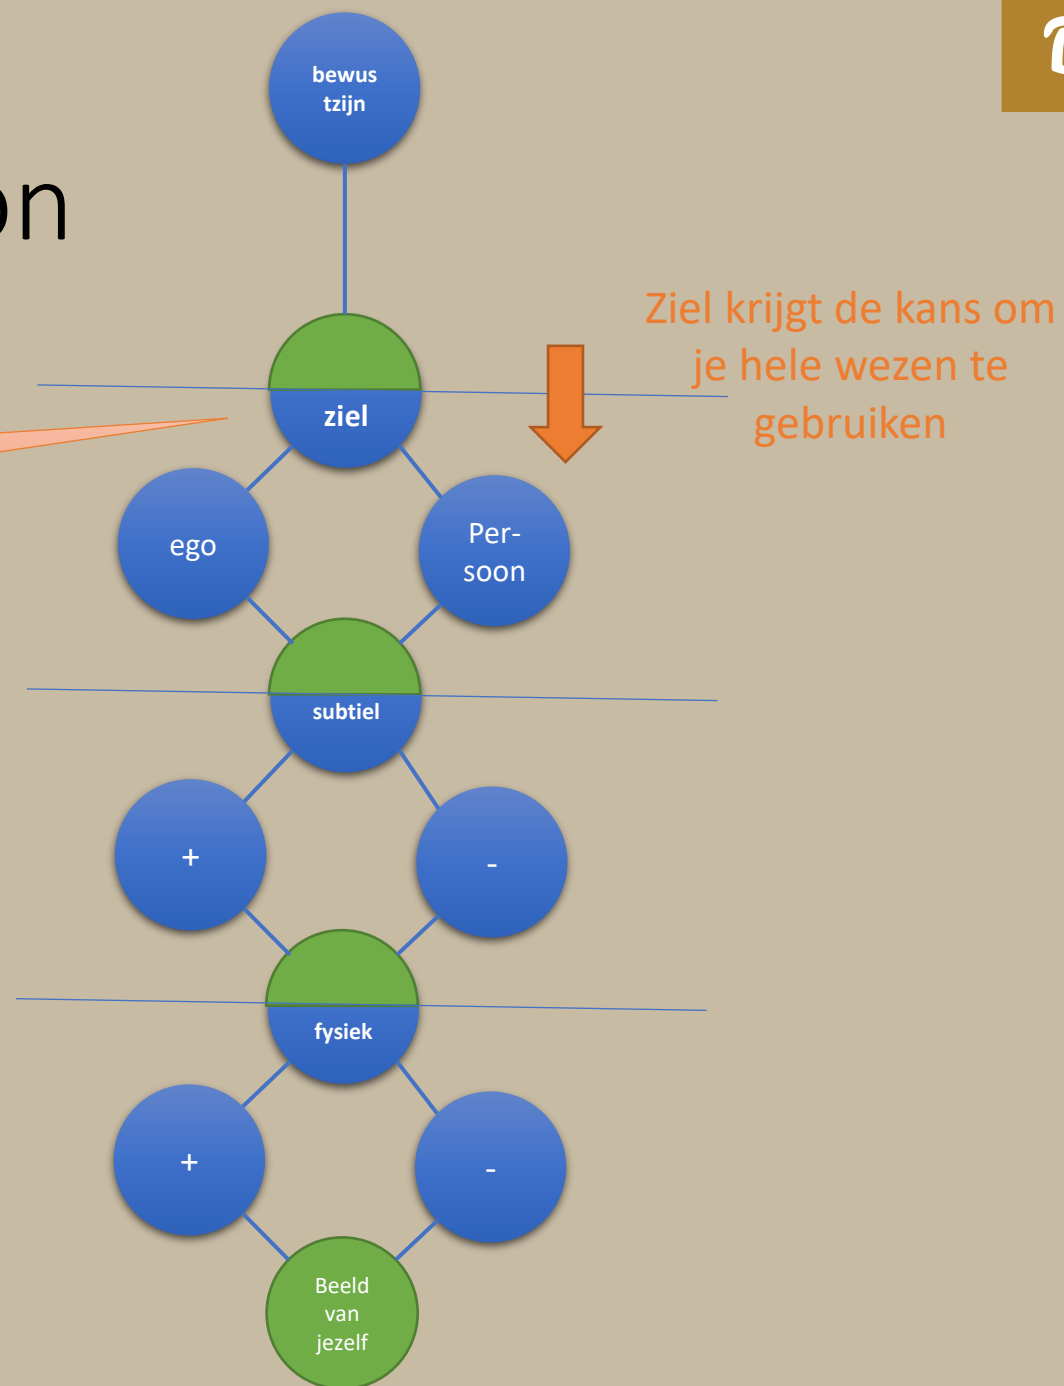 bewus
tzijn
on
Ziel krijgt de kans om
je hele wezen te
gebruiken
ziel
ego
Per-
soon
subtiel
+
-
fysiek
+
-
Beeld
van
jezelf